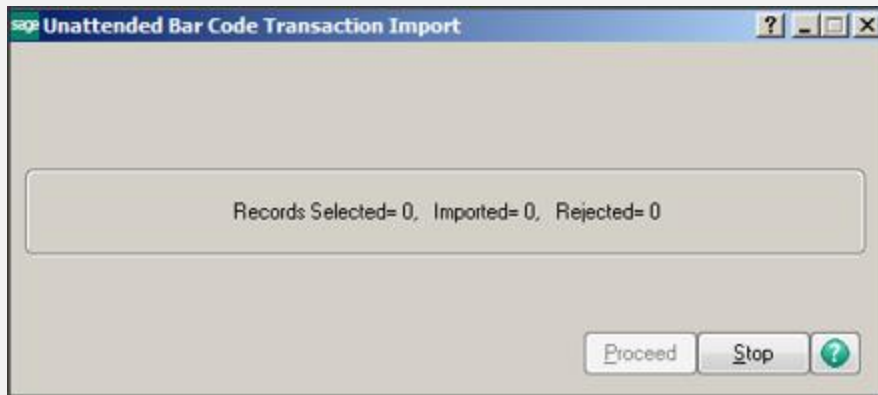 sage Unattended Bar Code Transaction Import ?
Records Selected= 0, Imported= 0, Rejected= 0
Proceed Stop ?